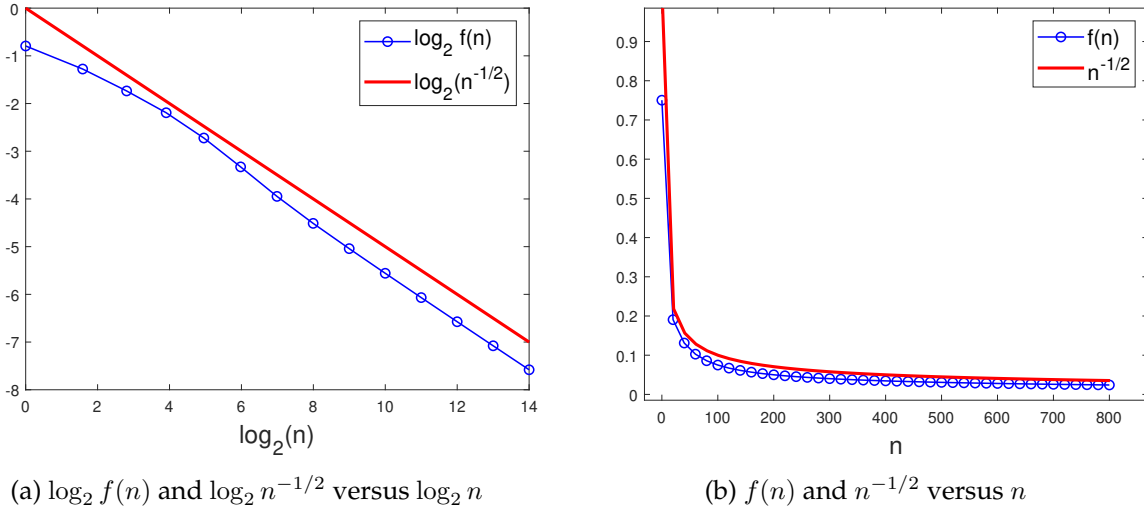 0
-1
-2
-3
-4
-5
-6
-7
-8
0 2 4 6 8 10 12 14
log₂(n)
log₂ f(n)
log₂(n⁻¹/²)
0.9
0.8
0.7
0.6
0.5
0.4
0.3
0.2
0.1
0
0 100 200 300 400 500 600 700 800
n
f(n)
n⁻¹/²
(a) log₂ f(n) and log₂ n⁻¹/² versus log₂ n
(b) f(n) and n⁻¹/² versus n